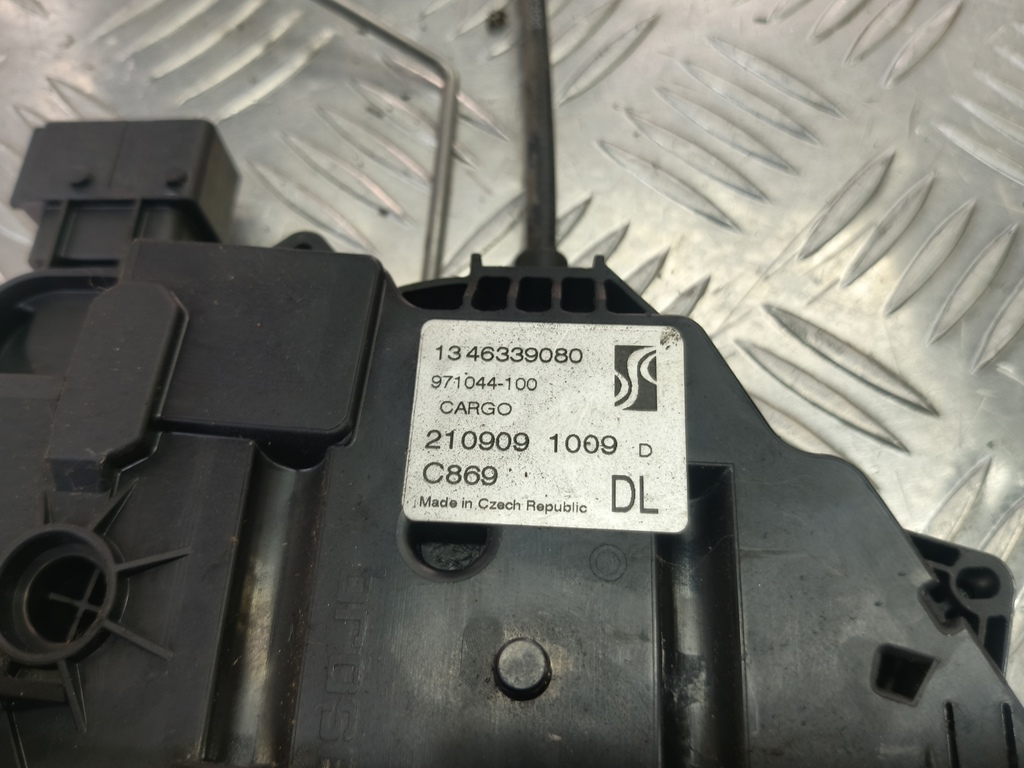 1346339080
971044-100
CARGO
210909 1009 D
C869
DL
Made in Czech Republic